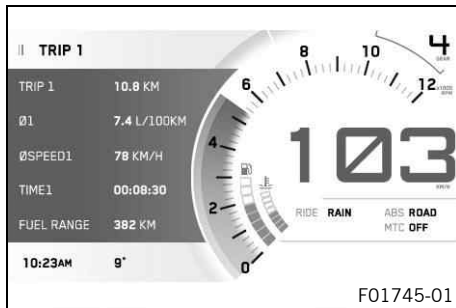 TRIP 1
TRIP 1 10.8 KM
Ø1 7.4 L/100KM
ØSPEED1 78 KM/H
TIME1 00:08:30
FUEL RANGE 382 KM
10:23AM 9°
0
2
4
6
8
10
12
x1000
RPM
4
GEAR
103
KM/H
RIDE RAIN
ABS ROAD
MTC OFF
F01745-01